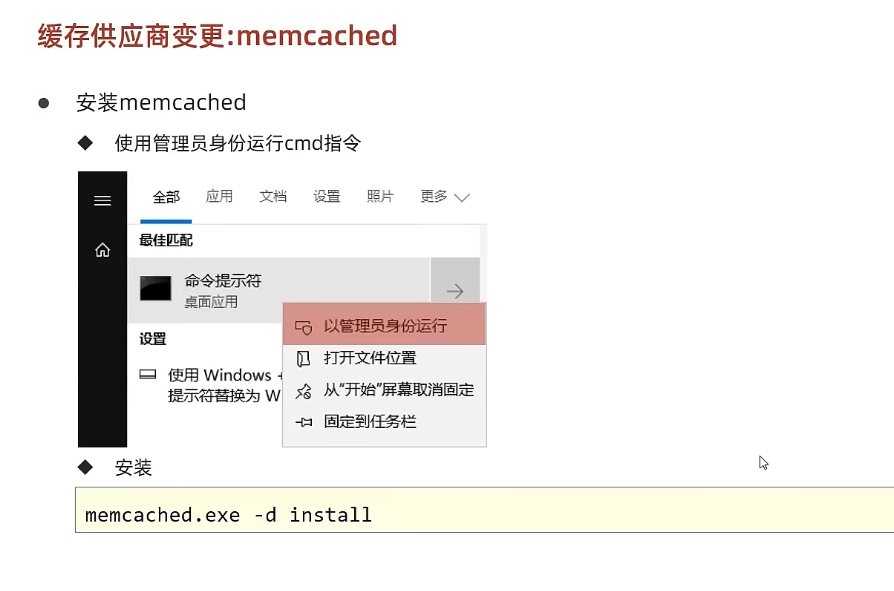 缓存供应商变更:memcached
安装memcached
使用管理员身份运行cmd指令
全部 应用 文档 设置 照片 更多
最佳匹配
命令提示符
桌面应用
以管理员身份运行
设置
打开文件位置
使用 Windows +
从“开始”屏幕取消固定
提示符替换为 W
固定到任务栏
安装
memcached.exe -d install